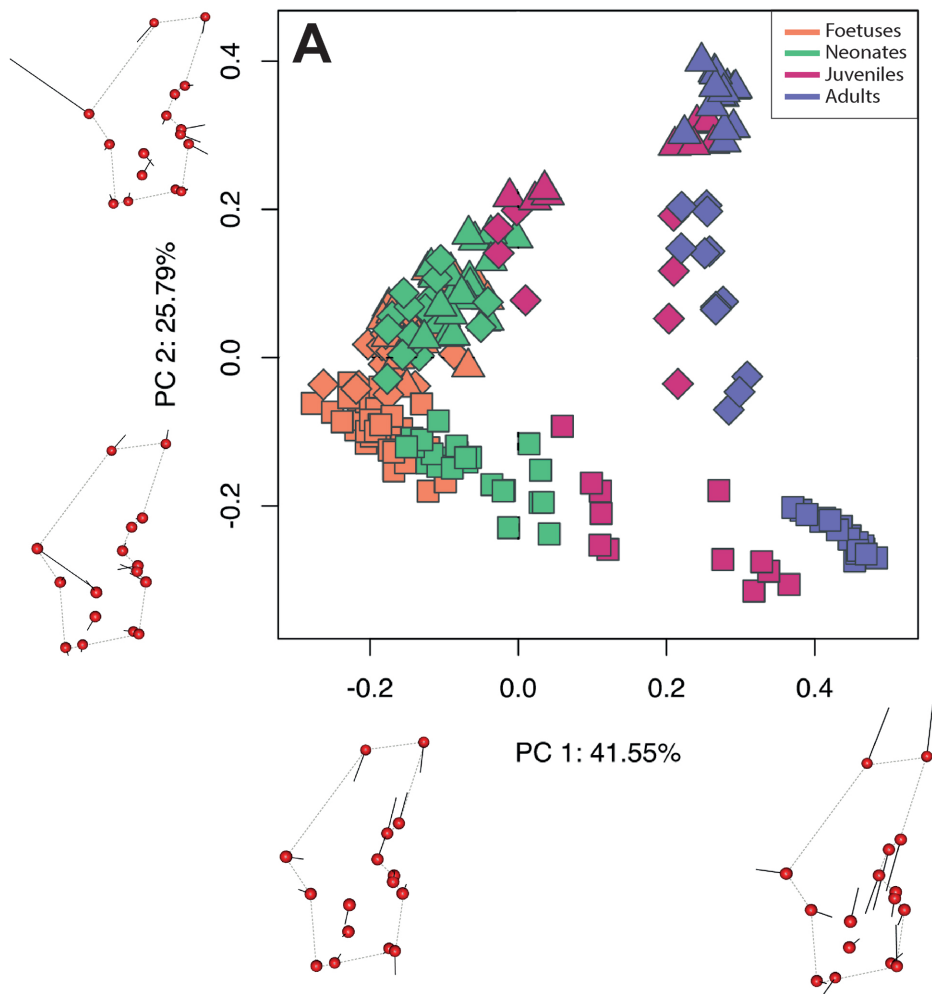 A
Foetuses
Neonates
Juveniles
Adults
0.4
0.2
0.0
-0.2
PC 2: 25.79%
-0.2
0.0
0.2
0.4
PC 1: 41.55%